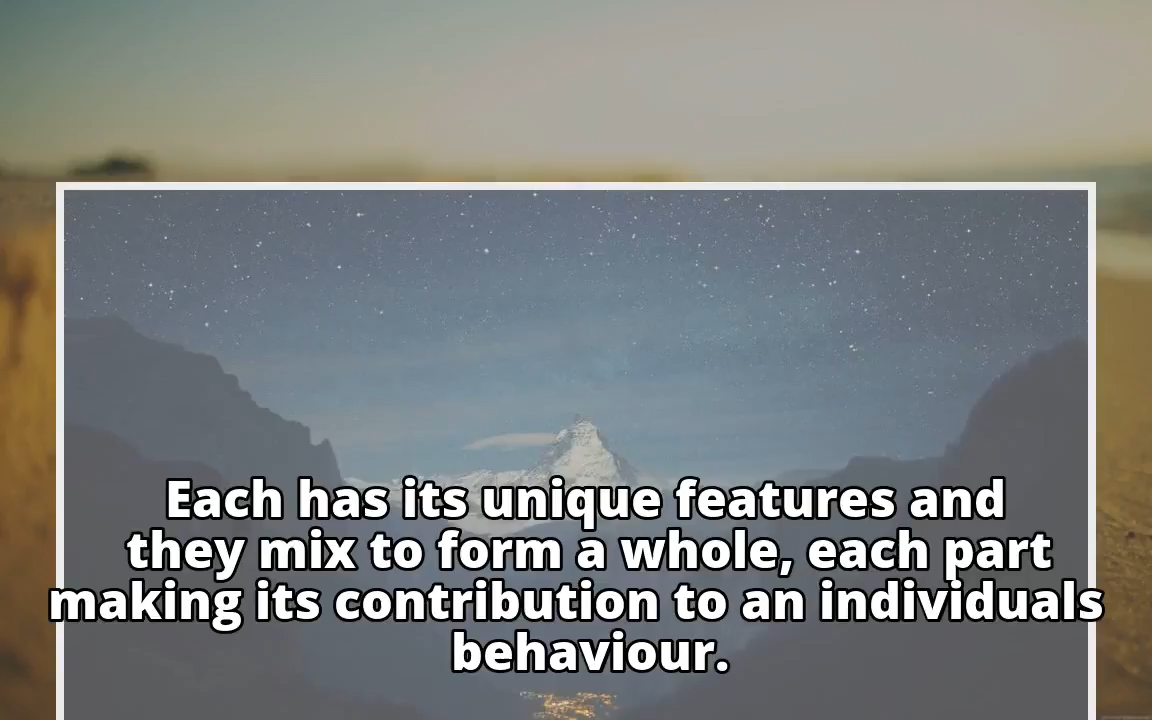 Each has its unique features and
they mix to form a whole, each part
making its contribution to an individuals
behaviour.